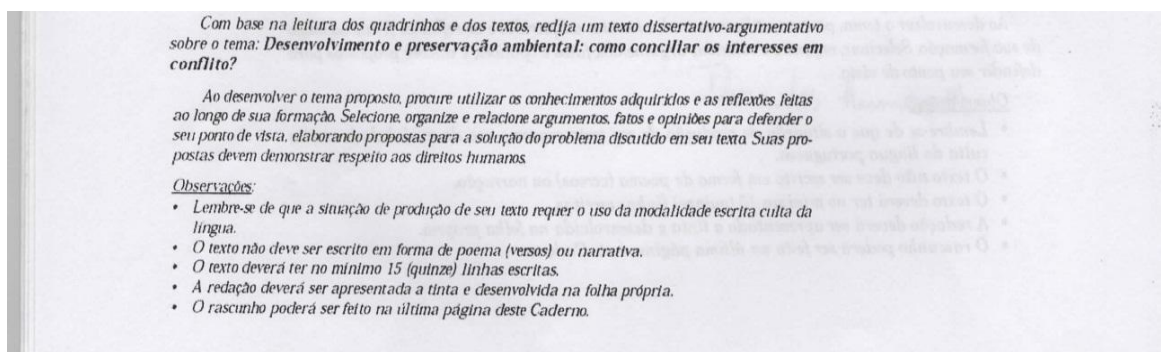 Com base na leitura dos quadrinhos e dos textos, redija um texto dissertativo-argumentativo
sobre o tema: Desenvolvimento e preservação ambiental: como conciliar os interesses em
conflito?
Ao desenvolver o tema proposto, procure utilizar os conhecimentos adquiridos e as reflexões feitas
ao longo de sua formação. Selecione, organize e relacione argumentos, fatos e opiniões para defender o
seu ponto de vista, elaborando propostas para a solução do problema discutido em seu texto. Suas pro-
postas devem demonstrar respeito aos direitos humanos.
Observações:
• Lembre-se de que a situação de produção de seu texto requer o uso da modalidade escrita culta da
língua.
• O texto não deve ser escrito em forma de poema (versos) ou narrativa.
• O texto deverá ter no mínimo 15 (quinze) linhas escritas.
• A redação deverá ser apresentada a tinta e desenvolvida na folha própria.
• O rascunho poderá ser feito na última página deste Caderno.